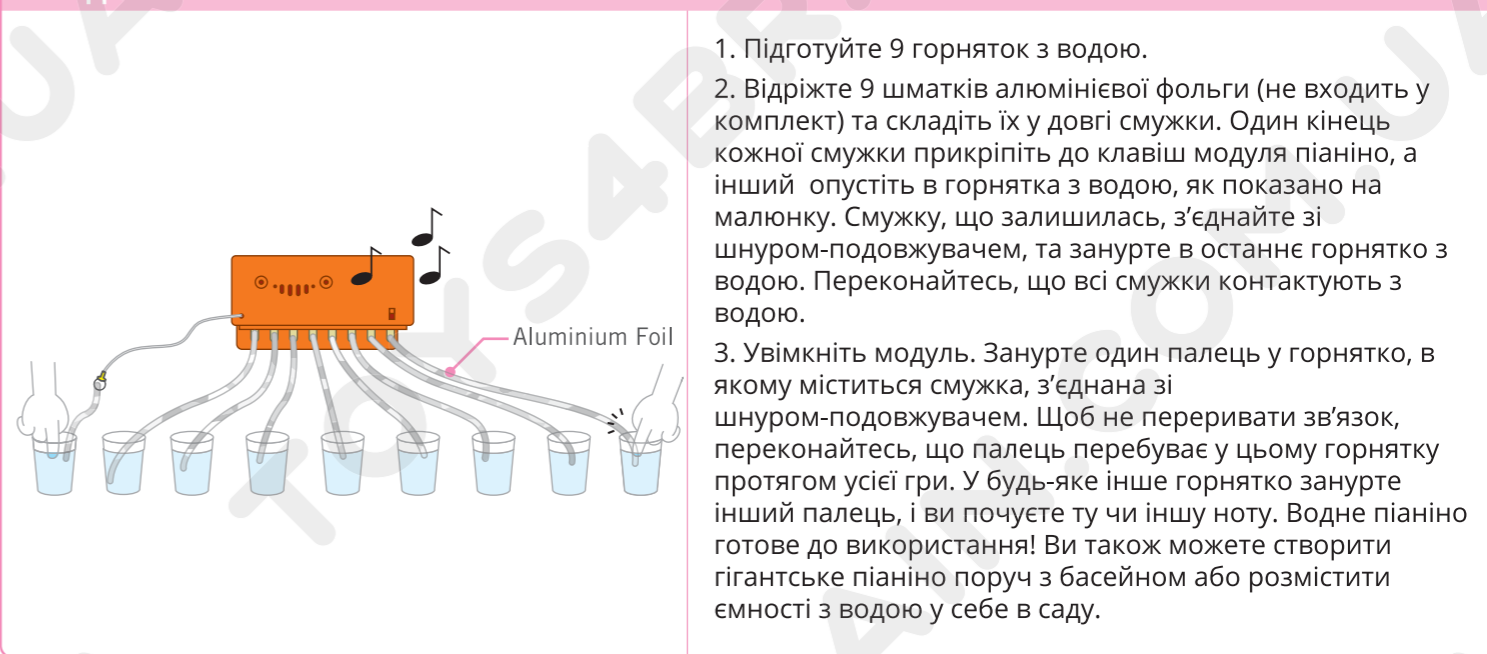 1. Підготуйте 9 горняток з водою.
2. Відріжте 9 шматків алюмінієвої фольги (не входить у
комплект) та складіть їх у довгі смужки. Один кінець
кожної смужки прикріпіть до клавіш модуля піаніно, а
інший  опустіть в горнятка з водою, як показано на
малюнку. Смужку, що залишилась, з’єднайте зі
шнуром-подовжувачем, та занурте в останнє горнятко з
водою. Переконайтесь, що всі смужки контактують з
водою.
3. Увімкніть модуль. Занурте один палець у горнятко, в
якому міститься смужка, з’єднана зі
шнуром-подовжувачем. Щоб не переривати зв’язок,
переконайтесь, що палець перебуває у цьому горнятку
протягом усієї гри. У будь-яке інше горнятко занурте
інший палець, і ви почуєте ту чи іншу ноту. Водне піаніно
готове до використання! Ви також можете створити
гігантське піаніно поруч з басейном або розмістити
ємності з водою у себе в саду.
Aluminium Foil